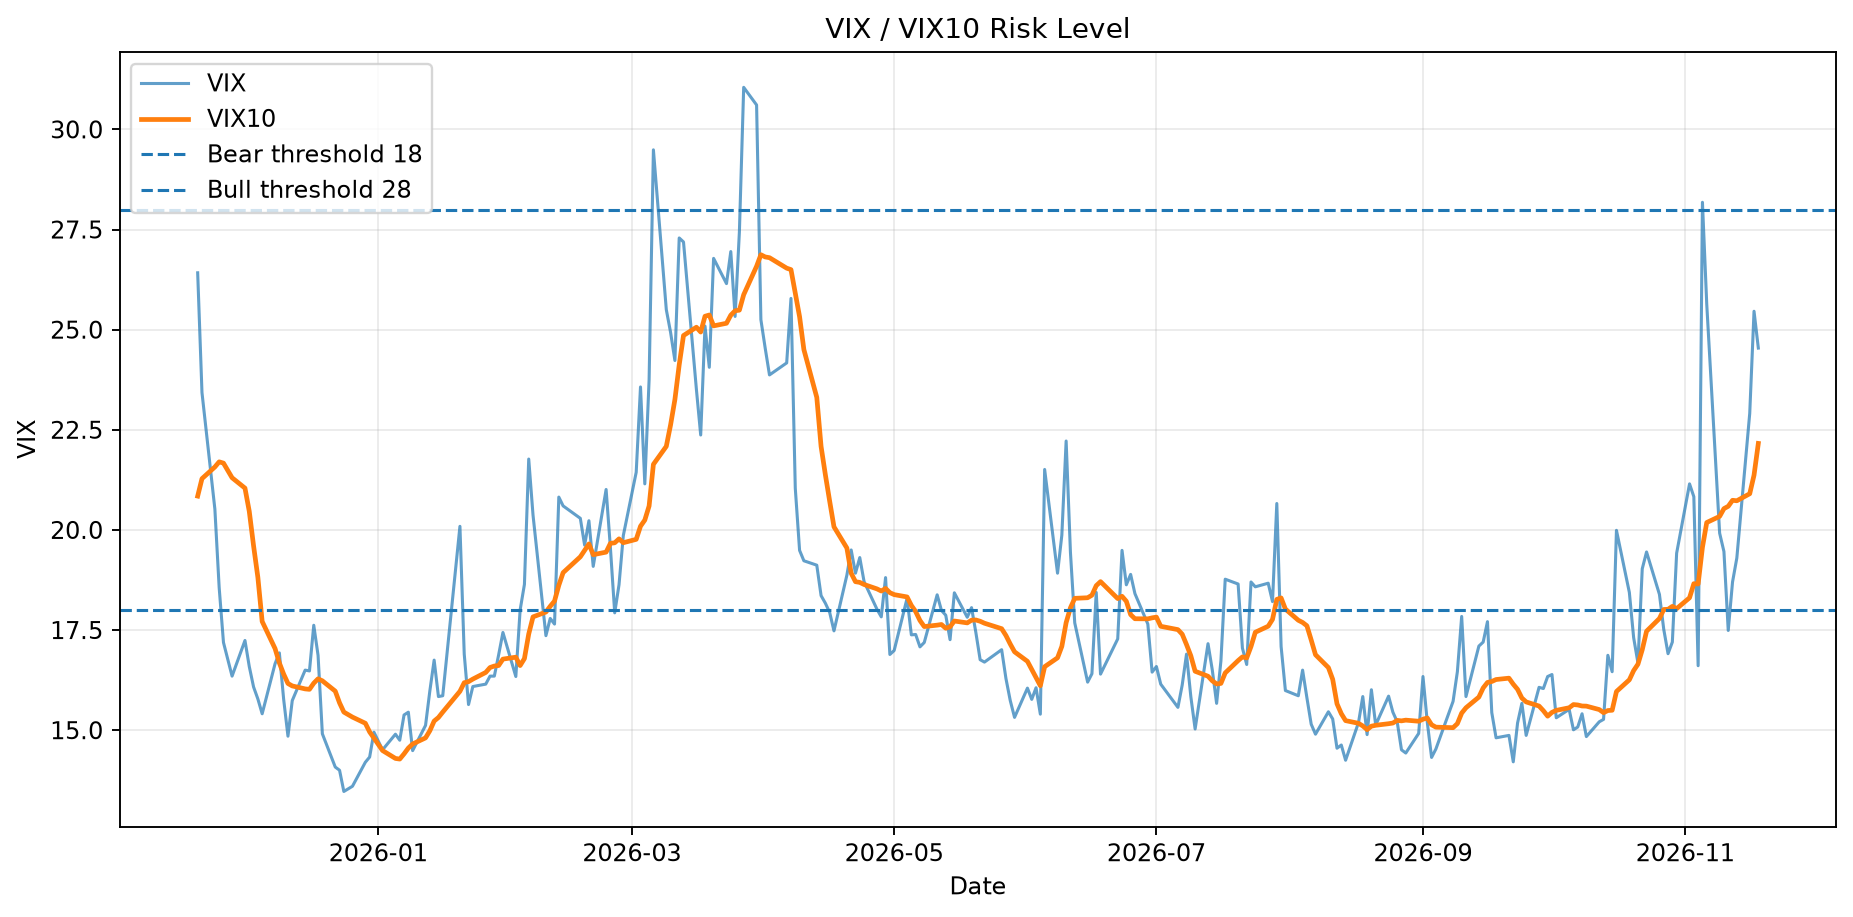 VIX / VIX10 Risk Level
VIX
VIX10
Bear threshold 18
Bull threshold 28
30.0
27.5
25.0
22.5
20.0
17.5
15.0
VIX
2026-01
2026-03
2026-05
2026-07
2026-09
2026-11
Date